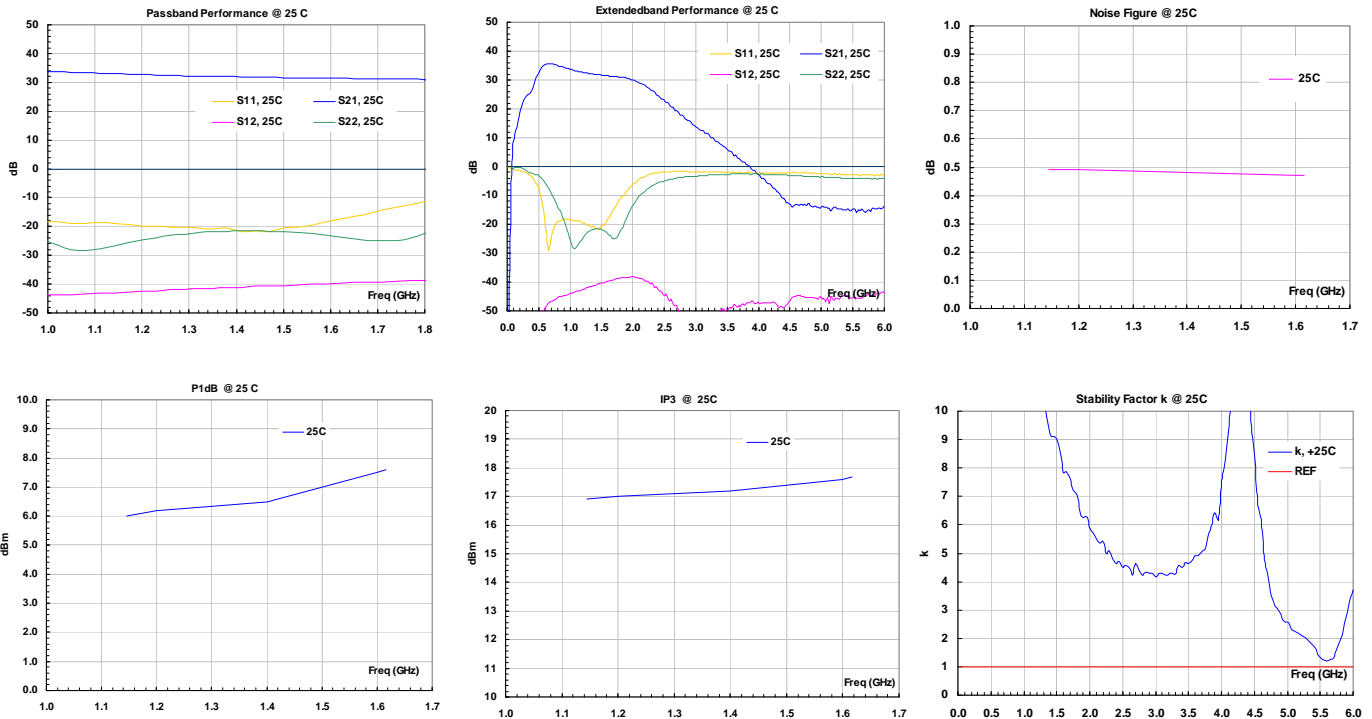 Passband Performance @ 25 C
50
40
30
20
10
0
-10
-20
-30
-40
-50
dB
S11, 25C
S21, 25C
S12, 25C
S22, 25C
Freq (GHz)
1.0 1.1 1.2 1.3 1.4 1.5 1.6 1.7 1.8
Extendedband Performance @ 25 C
50
40
30
20
10
0
-10
-20
-30
-40
-50
dB
S11, 25C
S21, 25C
S12, 25C
S22, 25C
Freq (GHz)
0.0 0.5 1.0 1.5 2.0 2.5 3.0 3.5 4.0 4.5 5.0 5.5 6.0
Noise Figure @ 25C
1.0
0.9
0.8
0.7
0.6
0.5
0.4
0.3
0.2
0.1
0.0
dB
25C
Freq (GHz)
1.0 1.1 1.2 1.3 1.4 1.5 1.6 1.7
P1dB @ 25 C
10.0
9.0
8.0
7.0
6.0
5.0
4.0
3.0
2.0
1.0
0.0
dBm
25C
Freq (GHz)
1.0 1.1 1.2 1.3 1.4 1.5 1.6 1.7
IP3 @ 25C
20
19
18
17
16
15
14
13
12
11
10
dBm
25C
Freq (GHz)
1.0 1.1 1.2 1.3 1.4 1.5 1.6 1.7
Stability Factor k @ 25C
10
9
8
7
6
5
4
3
2
1
0
k
k, +25C
REF
Freq (GHz)
0.0 0.5 1.0 1.5 2.0 2.5 3.0 3.5 4.0 4.5 5.0 5.5 6.0